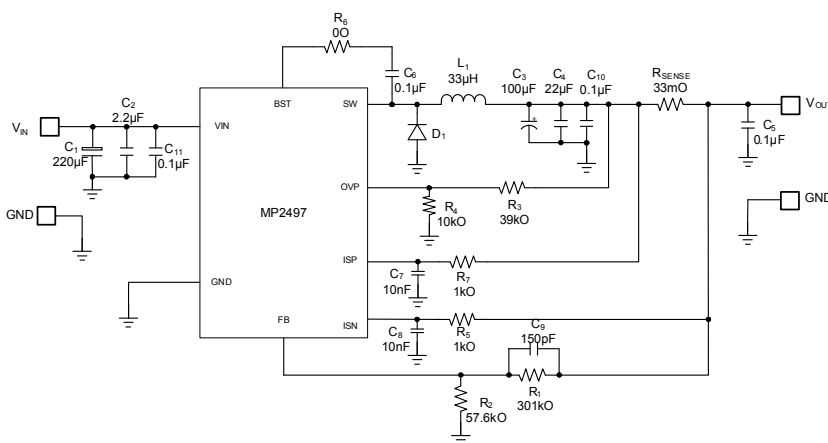 R6
0O
C6
0.1µF
L1
33µH
C3
100µF
C4
22µF
C10
0.1µF
RSENSE
33mO
BST
SW
VIN
C2
2.2µF
VIN
VOUT
C1
220µF
C11
0.1µF
D1
C5
0.1µF
OVP
R4
10kO
R3
39kO
GND
MP2497
GND
ISP
C7
10nF
R7
1kO
GND
FB
ISN
C8
10nF
R5
1kO
C9
150pF
R1
301kO
R2
57.6kO